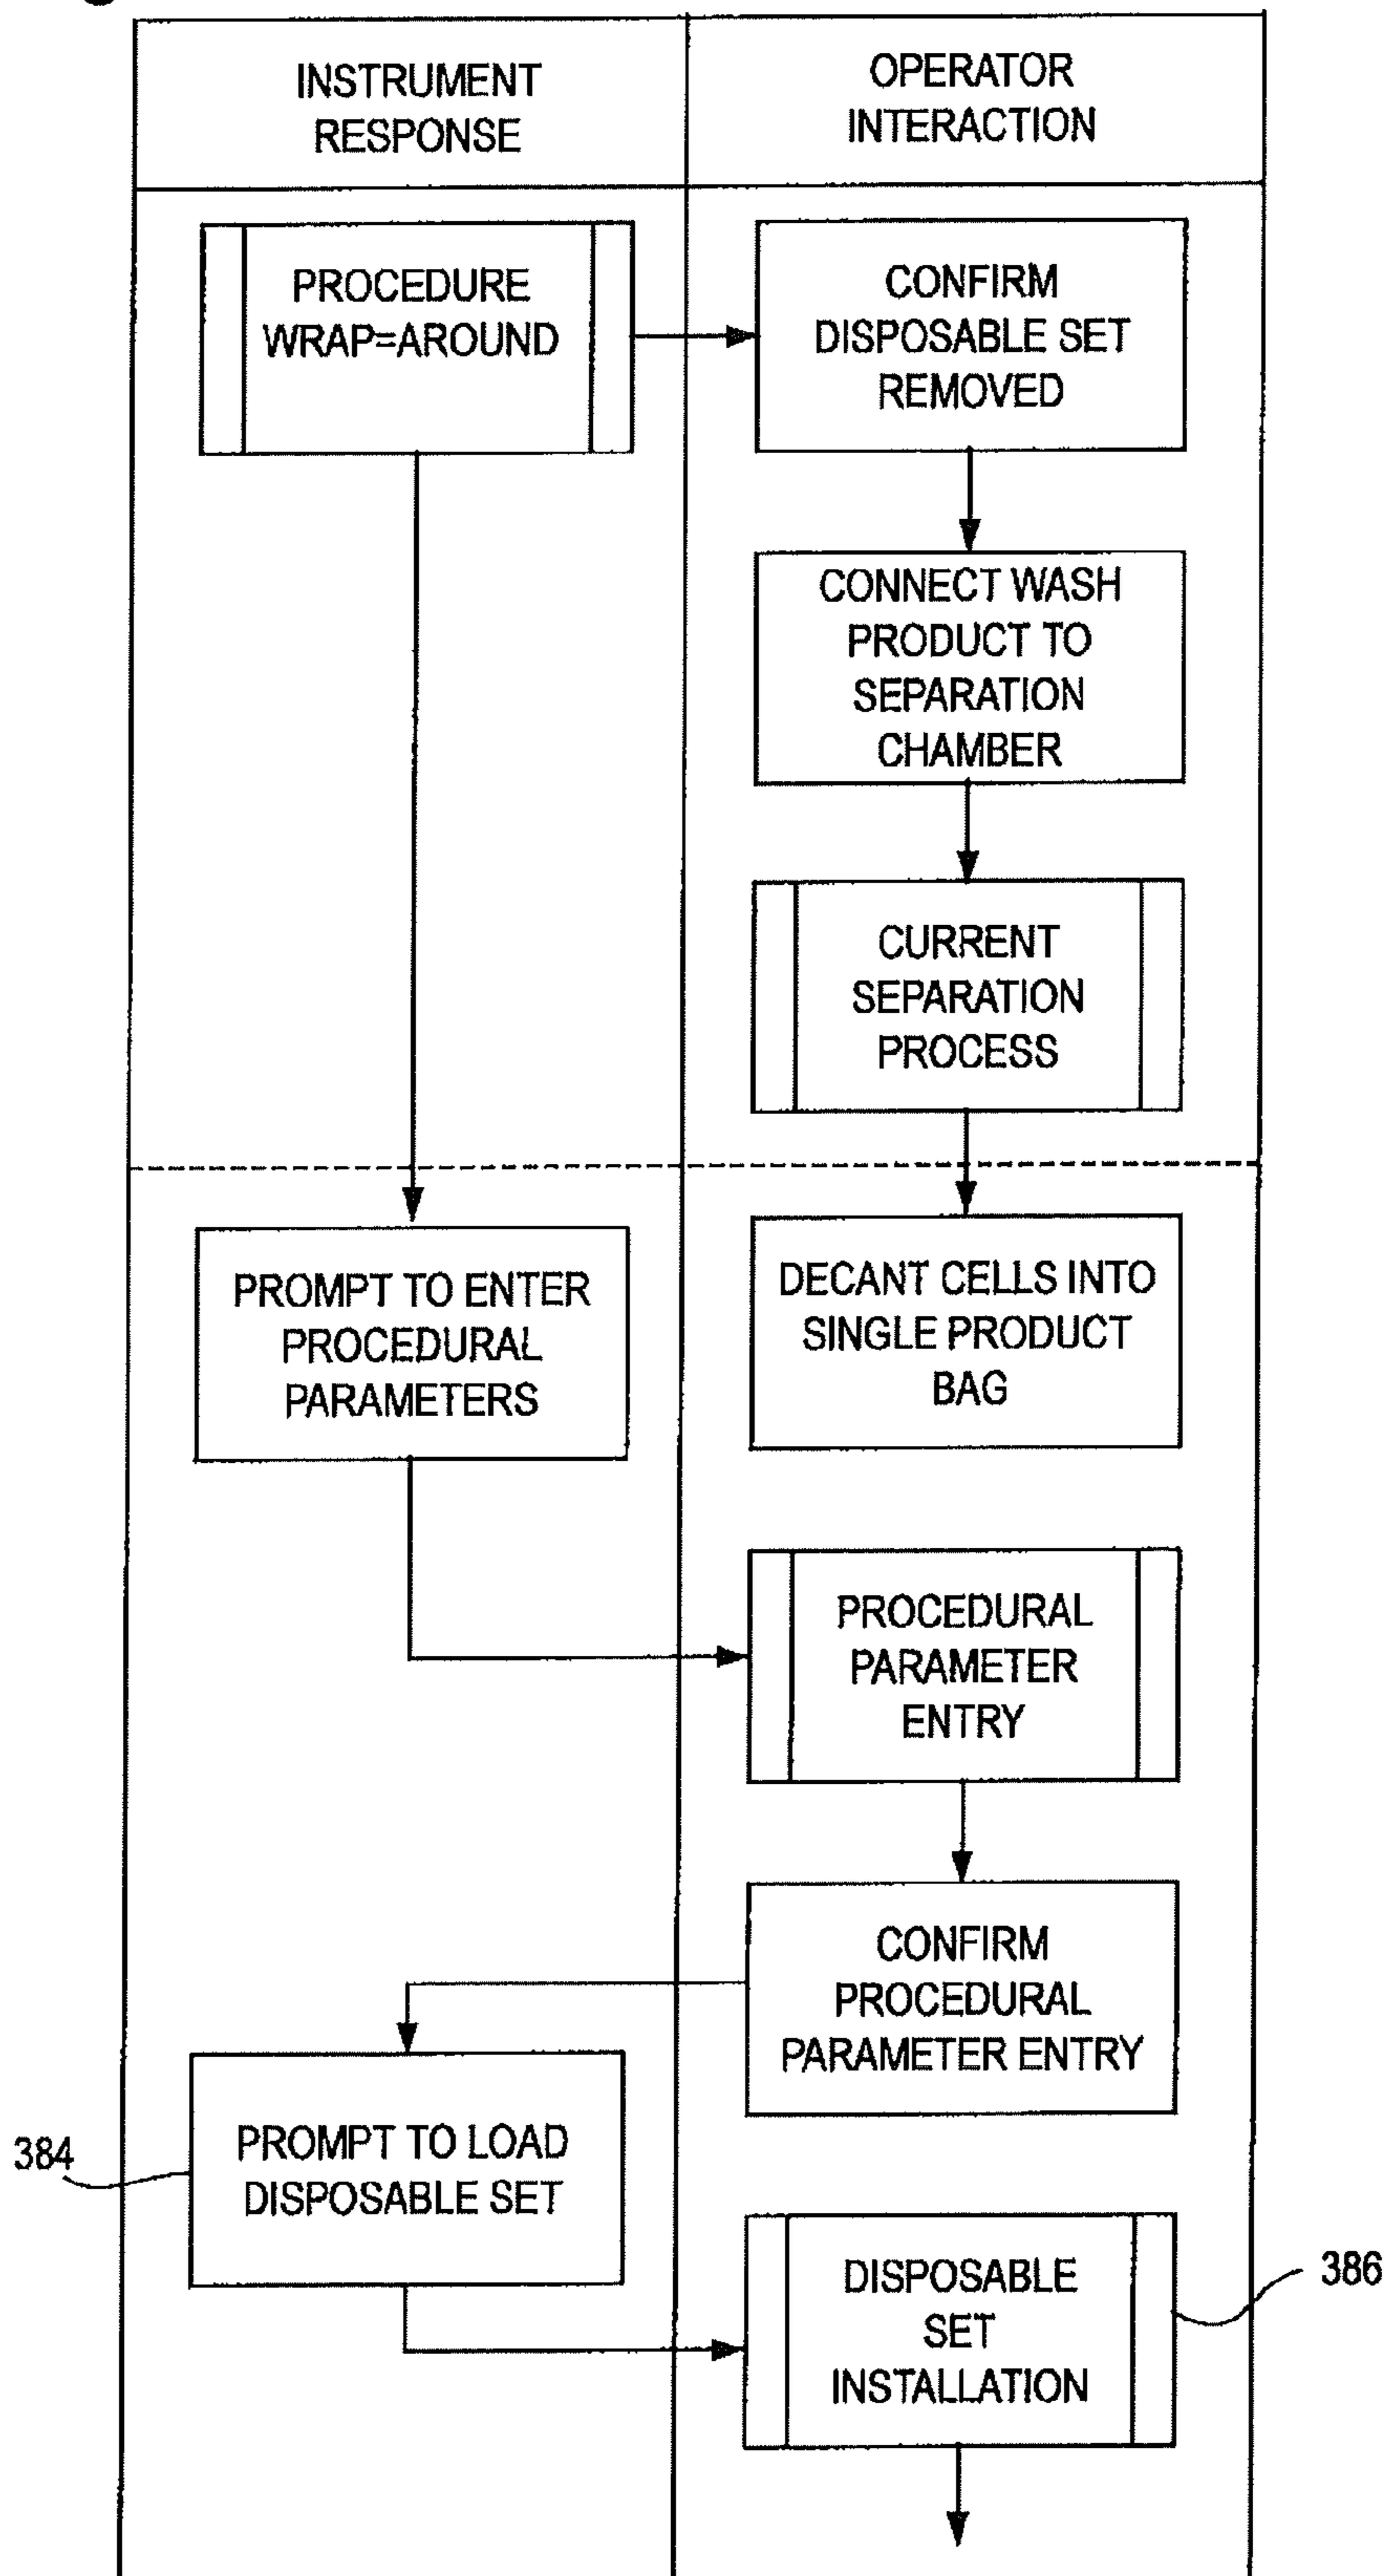 INSTRUMENT
RESPONSE
OPERATOR
INTERACTION
PROCEDURE
WRAP=AROUND
CONFIRM
DISPOSABLE SET
REMOVED
CONNECT WASH
PRODUCT TO
SEPARATION
CHAMBER
CURRENT
SEPARATION
PROCESS
PROMPT TO ENTER
PROCEDURAL
PARAMETERS
DECANT CELLS INTO
SINGLE PRODUCT
BAG
PROCEDURAL
PARAMETER
ENTRY
CONFIRM
PROCEDURAL
PARAMETER ENTRY
384
PROMPT TO LOAD
DISPOSABLE SET
DISPOSABLE
SET
INSTALLATION
386